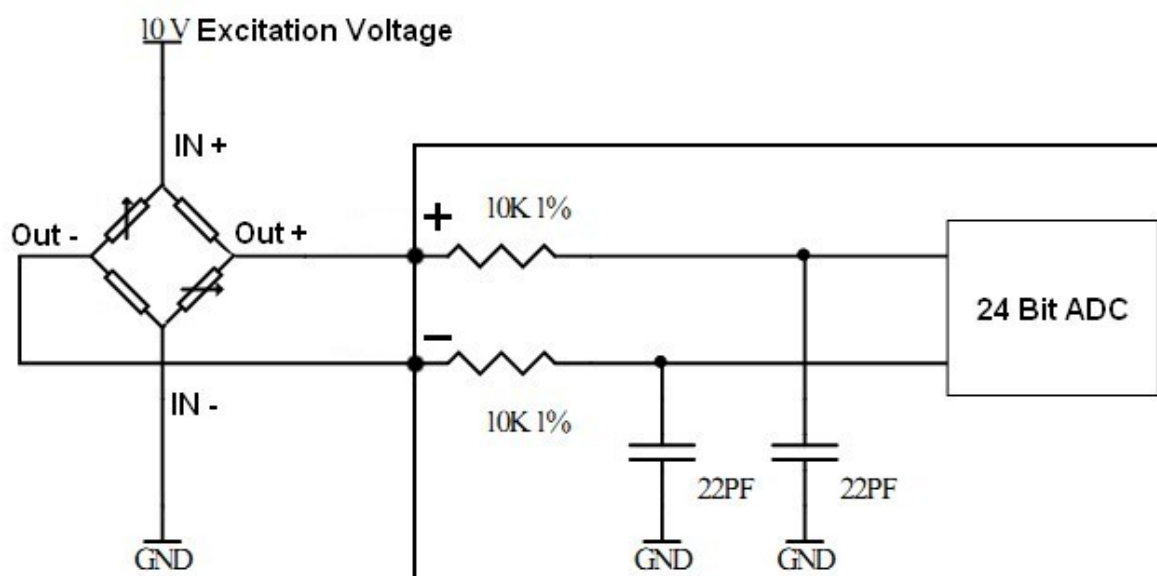 10 V Excitation Voltage
IN +
10K 1%
+
Out -
Out +
24 Bit ADC
−
IN -
10K 1%
22PF
22PF
GND
GND
GND